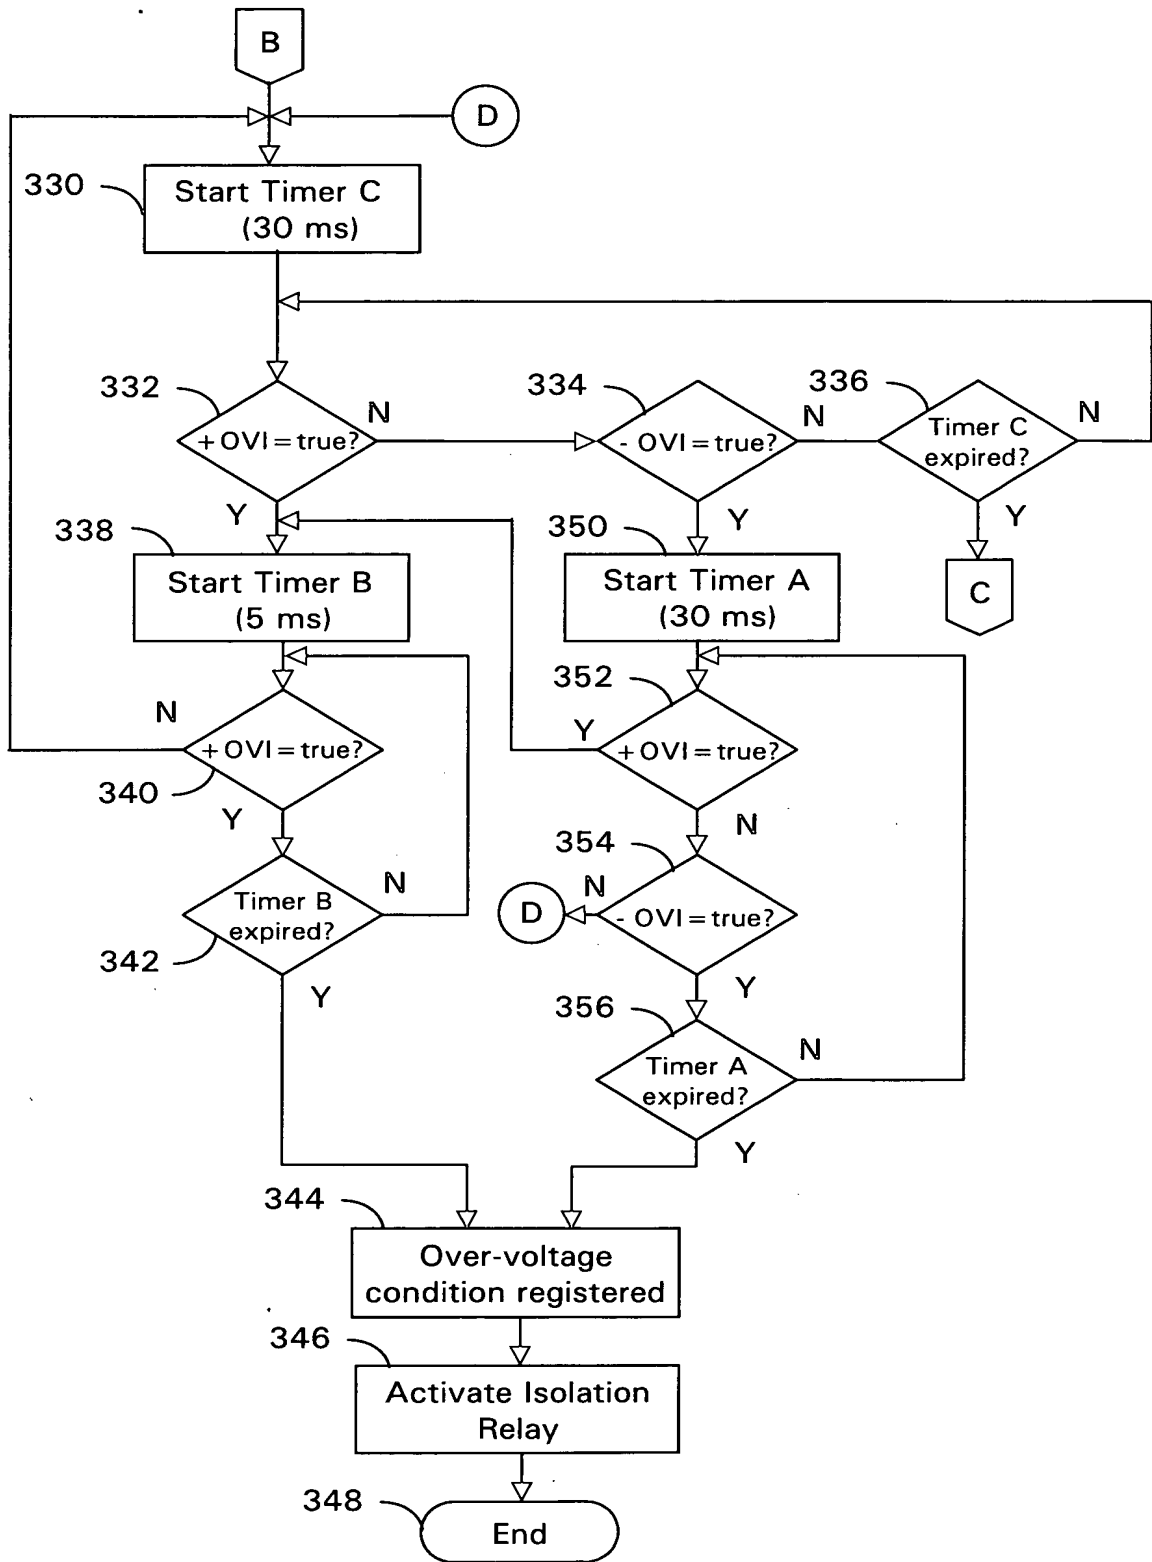 B
D
330
Start Timer C
(30 ms)
332
+ OVI = true?
N
Y
334
- OVI = true?
N
Y
336
Timer C
expired?
N
Y
C
338
Start Timer B
(5 ms)
350
Start Timer A
(30 ms)
340
+ OVI = true?
N
Y
352
+ OVI = true?
Y
N
342
Timer B
expired?
N
Y
354
- OVI = true?
N
D
Y
356
Timer A
expired?
N
Y
344
Over-voltage
condition registered
346
Activate Isolation
Relay
348
End